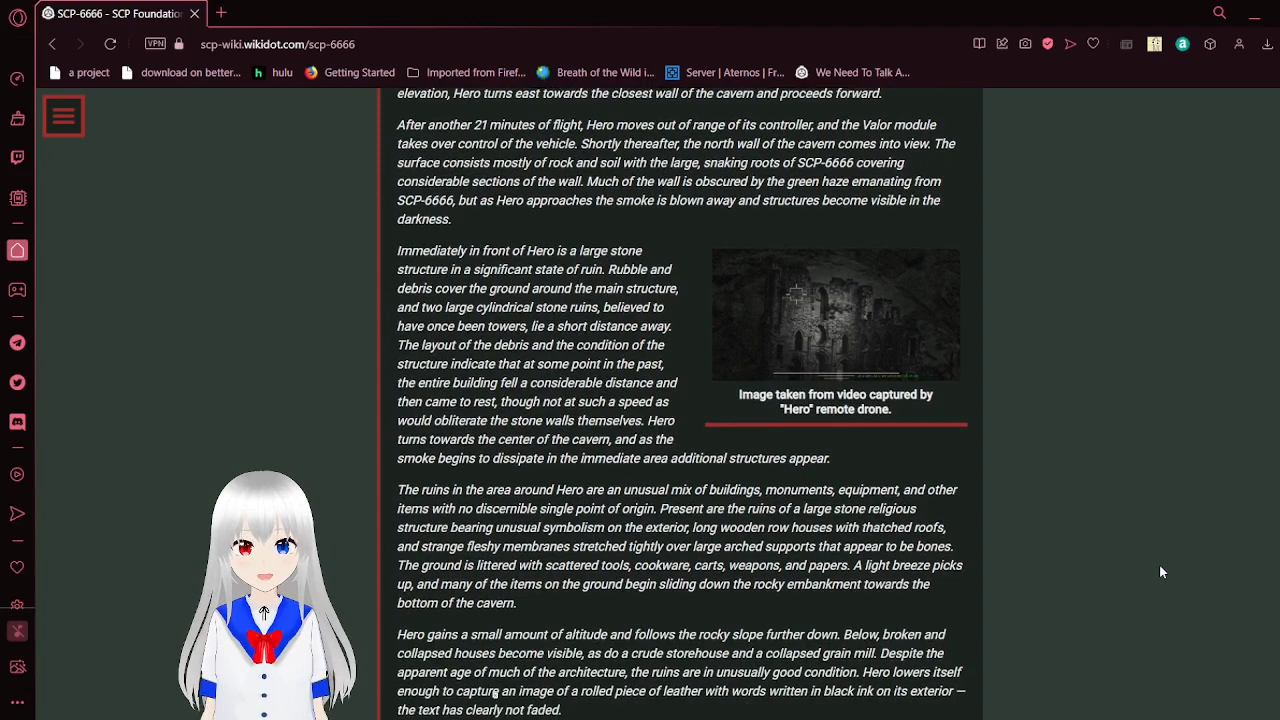 SCP-6666 - SCP Foundation
VPN
scp-wiki.wikidot.com/scp-6666
a project
download on better...
hulu
Getting Started
Imported from Firef...
Breath of the Wild i...
Server | Aternos | Fr...
We Need To Talk A...
elevation, Hero turns east towards the closest wall of the cavern and proceeds forward.
After another 21 minutes of flight, Hero moves out of range of its controller, and the Valor module
takes over control of the vehicle. Shortly thereafter, the north wall of the cavern comes into view. The
surface consists mostly of rock and soil with the large, snaking roots of SCP-6666 covering
considerable sections of the wall. Much of the wall is obscured by the green haze emanating from
SCP-6666, but as Hero approaches the smoke is blown away and structures become visible in the
darkness.
Immediately in front of Hero is a large stone
structure in a significant state of ruin. Rubble and
debris cover the ground around the main structure,
and two large cylindrical stone ruins, believed to
have once been towers, lie a short distance away.
The layout of the debris and the condition of the
structure indicate that at some point in the past,
the entire building fell a considerable distance and
then came to rest, though not at such a speed as
would obliterate the stone walls themselves. Hero
turns towards the center of the cavern, and as the
smoke begins to dissipate in the immediate area additional structures appear.
Image taken from video captured by
"Hero" remote drone.
The ruins in the area around Hero are an unusual mix of buildings, monuments, equipment, and other
items with no discernible single point of origin. Present are the ruins of a large stone religious
structure bearing unusual symbolism on the exterior, long wooden row houses with thatched roofs,
and strange fleshy membranes stretched tightly over large arched supports that appear to be bones.
The ground is littered with scattered tools, cookware, carts, weapons, and papers. A light breeze picks
up, and many of the items on the ground begin sliding down the rocky embankment towards the
bottom of the cavern.
Hero gains a small amount of altitude and follows the rocky slope further down. Below, broken and
collapsed houses become visible, as do a crude storehouse and a collapsed grain mill. Despite the
apparent age of much of the architecture, the ruins are in unusually good condition. Hero lowers itself
enough to capture an image of a rolled piece of leather with words written in black ink on its exterior —
the text has clearly not faded.